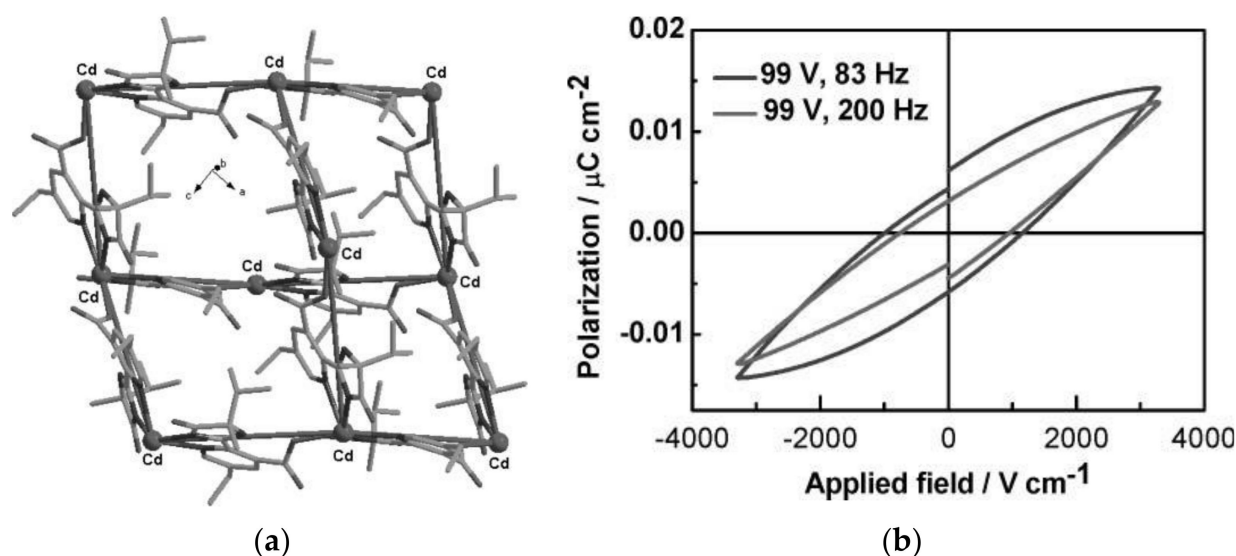 Cd
Cd
Cd
b
c
a
Cd
Cd
Cd
Cd
Cd
Cd
Cd
(a)
0.02
0.01
0.00
-0.01
Polarization / μC cm-2
99 V, 83 Hz
99 V, 200 Hz
-4000 -2000 0 2000 4000
Applied field / V cm-1
(b)